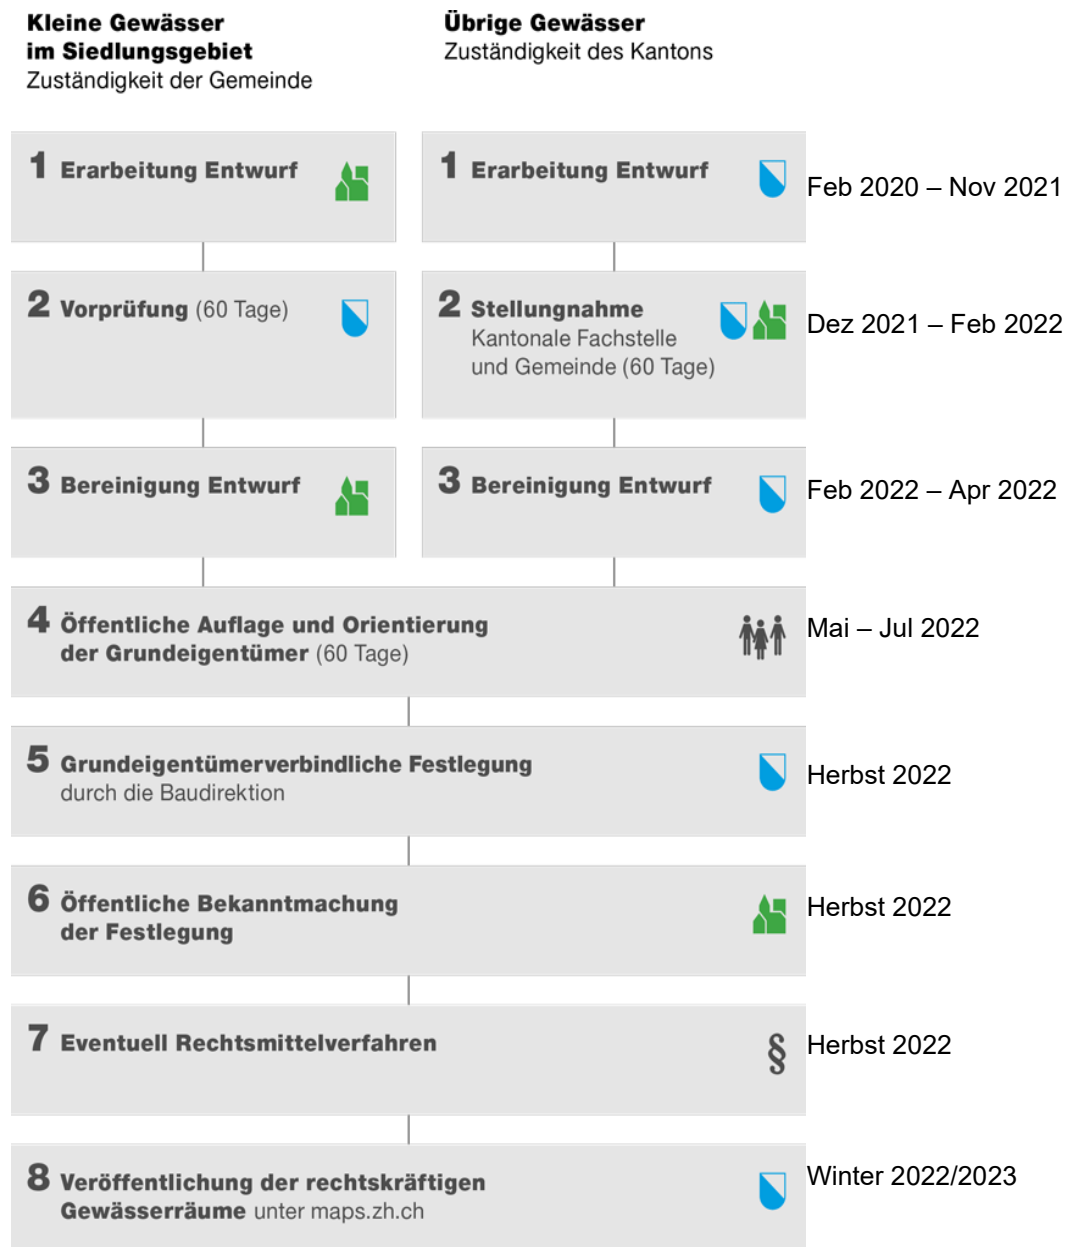 Kleine Gewässer
im Siedlungsgebiet
Zuständigkeit der Gemeinde
Übrige Gewässer
Zuständigkeit des Kantons
1 Erarbeitung Entwurf
1 Erarbeitung Entwurf
Feb 2020 – Nov 2021
2 Vorprüfung (60 Tage)
2 Stellungnahme
Kantonale Fachstelle
und Gemeinde (60 Tage)
Dez 2021 – Feb 2022
3 Bereinigung Entwurf
3 Bereinigung Entwurf
Feb 2022 – Apr 2022
4 Öffentliche Auflage und Orientierung
der Grundeigentümer (60 Tage)
Mai – Jul 2022
5 Grundeigentümerverbindliche Festlegung
durch die Baudirektion
Herbst 2022
6 Öffentliche Bekanntmachung
der Festlegung
Herbst 2022
7 Eventuell Rechtsmittelverfahren
§
Herbst 2022
8 Veröffentlichung der rechtskräftigen
Gewässerräume unter maps.zh.ch
Winter 2022/2023